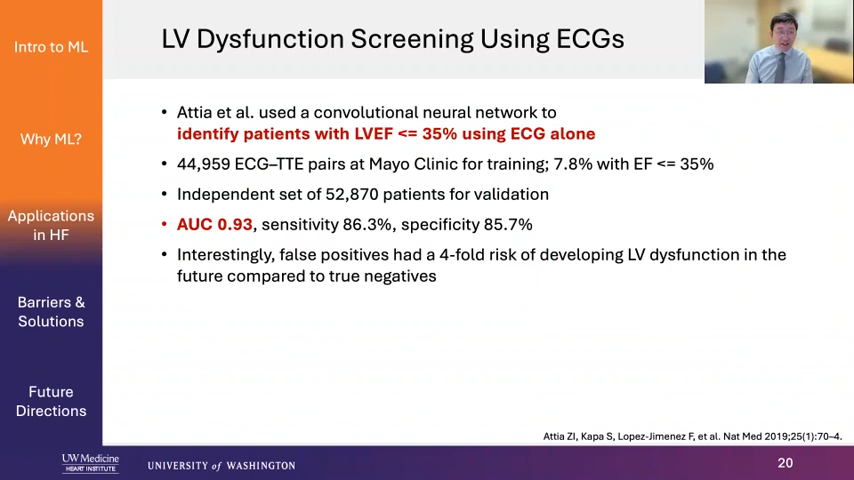 LV Dysfunction Screening Using ECGs
Intro to ML
Why ML?
Applications
in HF
Barriers &
Solutions
Future
Directions
• Attia et al. used a convolutional neural network to
identify patients with LVEF <= 35% using ECG alone
• 44,959 ECG–TTE pairs at Mayo Clinic for training; 7.8% with EF <= 35%
• Independent set of 52,870 patients for validation
• AUC 0.93, sensitivity 86.3%, specificity 85.7%
• Interestingly, false positives had a 4-fold risk of developing LV dysfunction in the
future compared to true negatives
Attia ZI, Kapa S, Lopez-Jimenez F, et al. Nat Med 2019;25(1):70–4.
UW Medicine
HEART INSTITUTE
UNIVERSITY of WASHINGTON
20